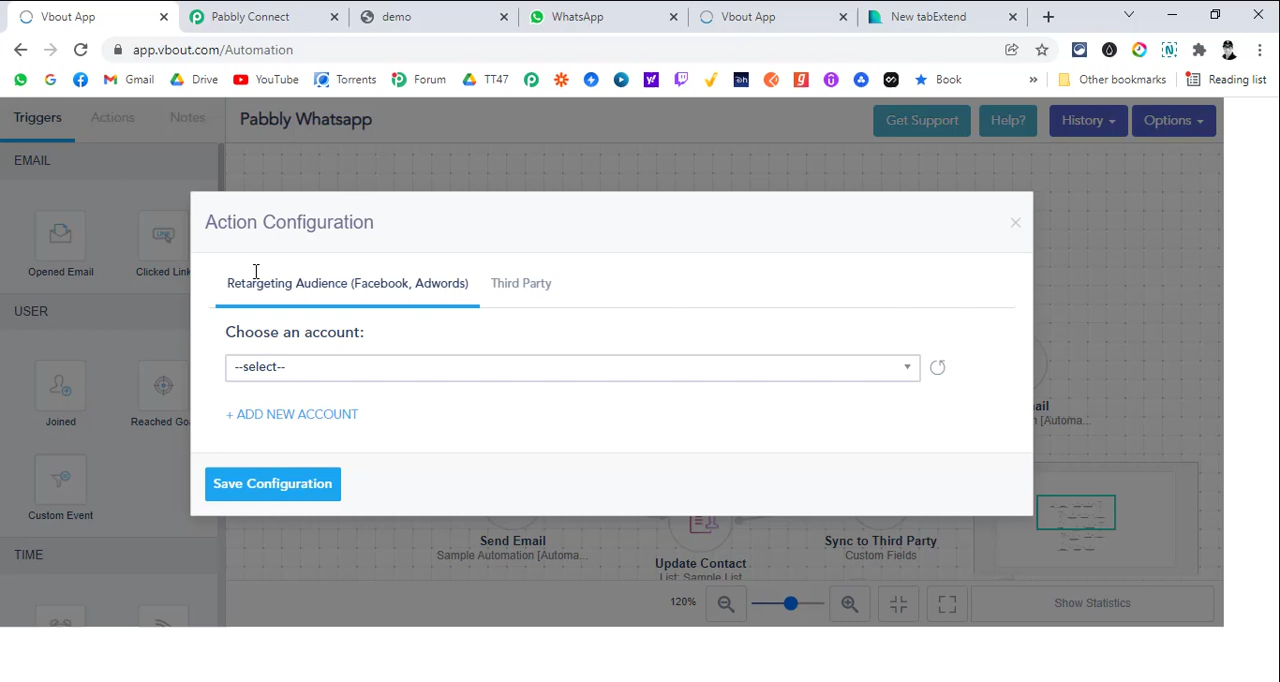 Vbout App
Pabbly Connect
demo
WhatsApp
Vbout App
New tabExtend
app.vbout.com/Automation
Gmail
Drive
YouTube
Torrents
Forum
TT47
Book
»
Other bookmarks
Reading list
Triggers
Actions
Notes
Pabbly Whatsapp
Get Support
Help?
History
Options
EMAIL
Opened Email
Clicked Link
USER
Joined
Reached Go
Custom Event
TIME
Action Configuration
Retargeting Audience (Facebook, Adwords)
Third Party
Choose an account:
--select--
+ ADD NEW ACCOUNT
Save Configuration
ail
n [Automa...
Send Email
Sample Automation [Automa...
Update Contact
List: Sample List
Sync to Third Party
Custom Fields
120%
Show Statistics